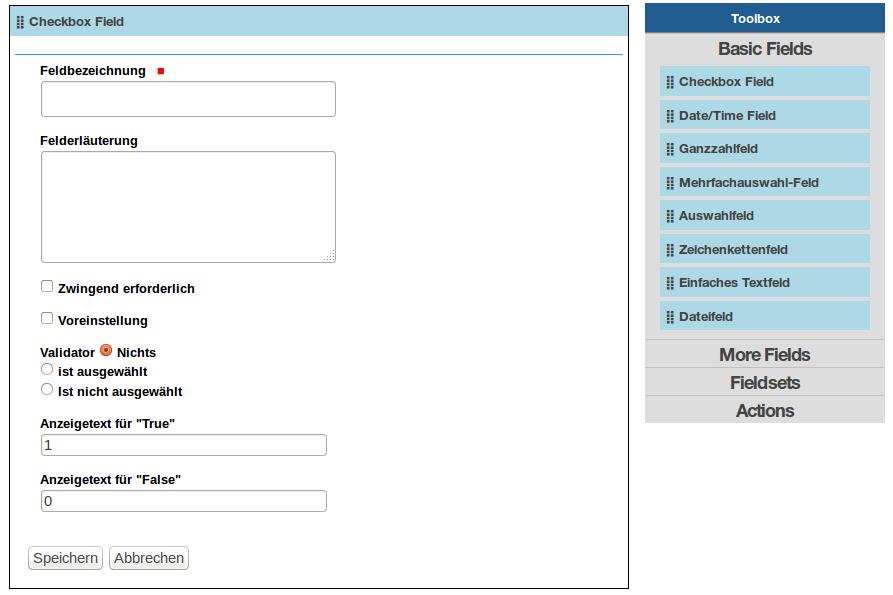 Checkbox Field
Feldbezeichnung
Felderläuterung
Zwingend erforderlich
Voreinstellung
Validator Nichts
ist ausgewählt
Ist nicht ausgewählt
Anzeigetext für "True"
1
Anzeigetext für "False"
0
Speichern Abbrechen
Toolbox
Basic Fields
Checkbox Field
Date/Time Field
Ganzzahlfeld
Mehrfachauswahl-Feld
Auswahlfeld
Zeichenkettenfeld
Einfaches Textfeld
Dateifeld
More Fields
Fieldsets
Actions